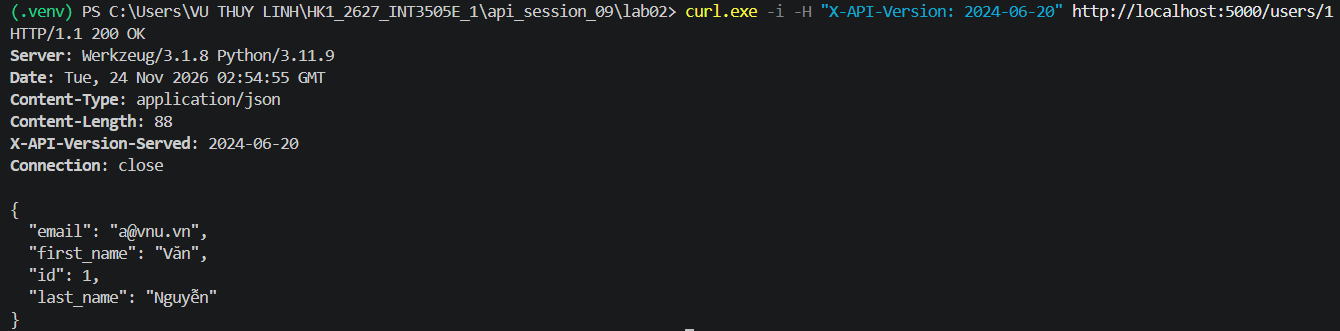 (.venv) PS C:\Users\VU THUY LINH\HK1_2627_INT3505E_1\api_session_09\lab02> curl.exe -i -H "X-API-Version: 2024-06-20" http://localhost:5000/users/1
HTTP/1.1 200 OK
Server: Werkzeug/3.1.8 Python/3.11.9
Date: Tue, 24 Nov 2026 02:54:55 GMT
Content-Type: application/json
Content-Length: 88
X-API-Version-Served: 2024-06-20
Connection: close

{
  "email": "a@vnu.vn",
  "first_name": "Văn",
  "id": 1,
  "last_name": "Nguyễn"
}